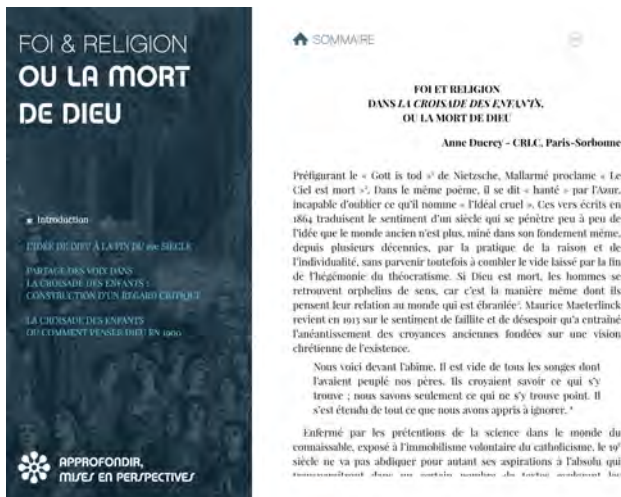 FOI & RELIGION
OU LA MORT
DE DIEU
Introduction
L'IDÉE DE DIEU À LA FIN DU 19e SIÈCLE
PARTAGE DES VOIX DANS
LA CROISADE DES ENFANTS :
CONSTRUCTION D'UN REGARD CRITIQUE
LA CROISADE DES ENFANTS
OU COMMENT PENSER DIEU EN 1900
APPROFONDIR,
MISES EN PERSPECTIVES
SOMMAIRE
FOI ET RELIGION
DANS LA CROISADE DES ENFANTS,
OU LA MORT DE DIEU
Anne Ducrey - CRLC, Paris-Sorbonne
Préfigurant le « Gott is tod »¹ de Nietzsche, Mallarmé proclame « Le
Ciel est mort »². Dans le même poème, il se dit « hanté » par l'Azur,
incapable d'oublier ce qu'il nomme « l'Idéal cruel ». Ces vers écrits en
1864 traduisent le sentiment d'un siècle qui se pénètre peu à peu de
l'idée que le monde ancien n'est plus, miné dans son fondement même,
depuis plusieurs décennies, par la pratique de la raison et de
l'individualité, sans parvenir toutefois à combler le vide laissé par la fin
de l'hégémonie du théocratisme. Si Dieu est mort, les hommes se
retrouvent orphelins de sens, car c'est la manière même dont ils
pensent leur relation au monde qui est ébranlée³. Maurice Maeterlinck
revient en 1913 sur le sentiment de faillite et de désespoir qu'a entraîné
l'anéantissement des croyances anciennes fondées sur une vision
chrétienne de l'existence.
Nous voici devant l'abîme. Il est vide de tous les songes dont
l'avaient peuplé nos pères. Ils croyaient savoir ce qui s'y
trouve ; nous savons seulement ce qui ne s'y trouve point. Il
s'est étendu de tout ce que nous avons appris à ignorer. ⁴
Enfermé par les prétentions de la science dans le monde du
connaissable, exposé à l'immobilisme volontaire du catholicisme, le 19e
siècle ne va pas abdiquer pour autant ses aspirations à l'absolu qui